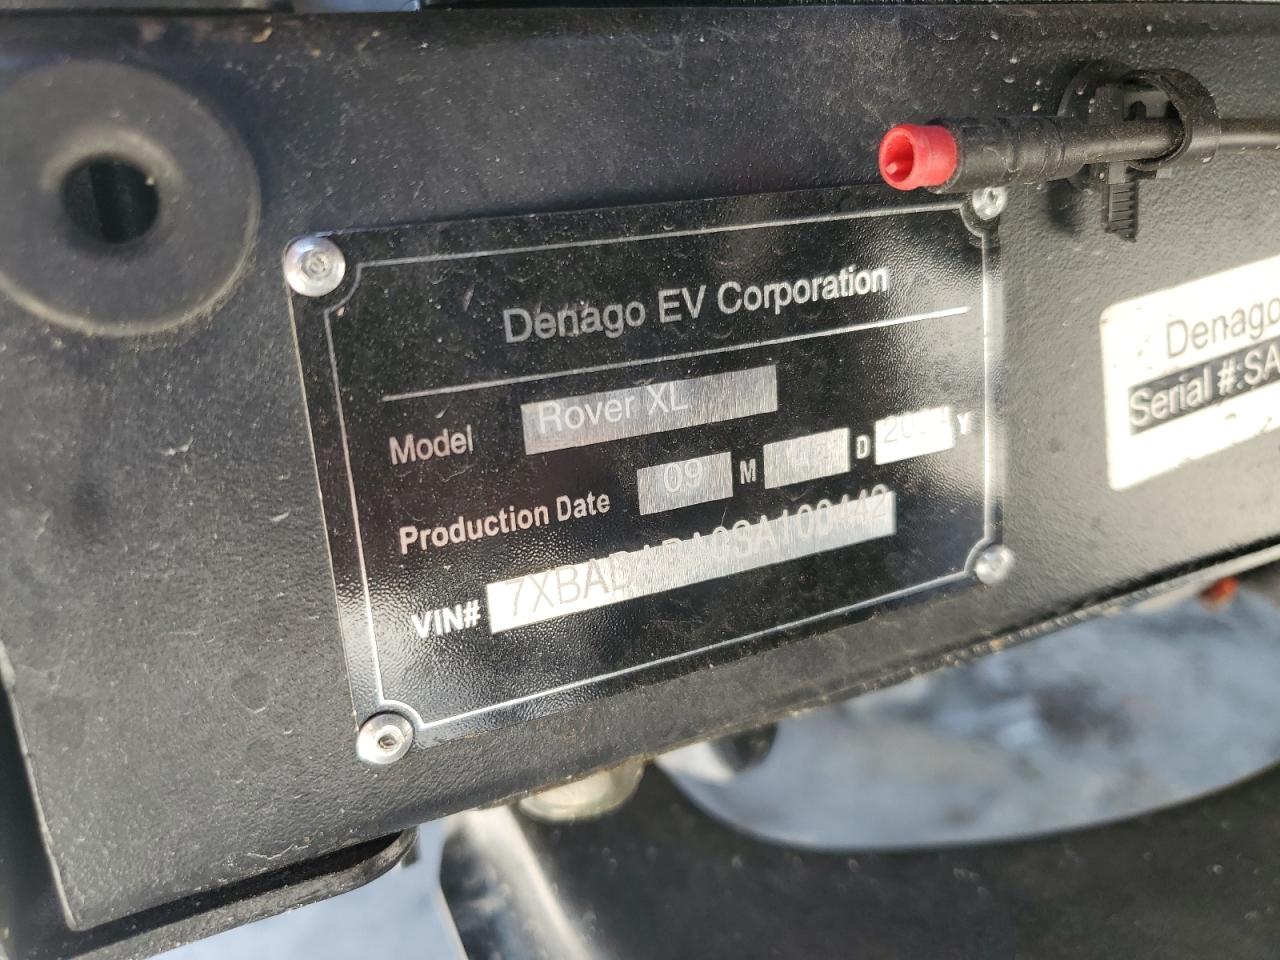 Denago EV Corporation
Model Rover XL
Production Date 09 M D Y
VIN#
Denago
Serial #:SA